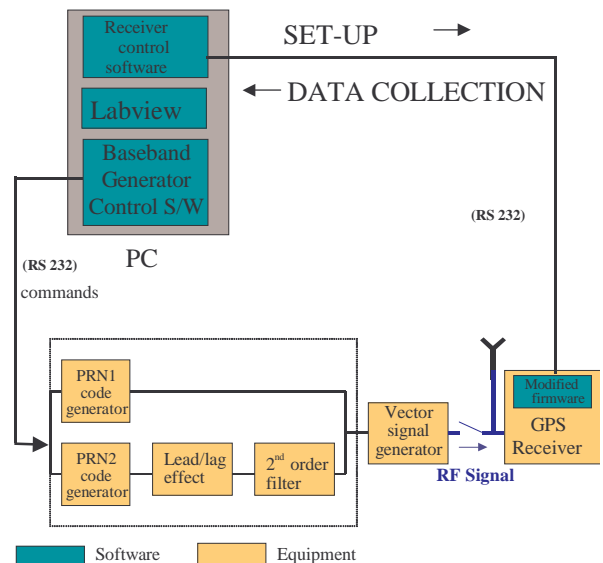 Receiver
control
software
SET-UP
DATA COLLECTION
Labview
Baseband
Generator
Control S/W
PC
(RS 232)
(RS 232)
commands
PRN1
code
generator
PRN2
code
generator
Lead/lag
effect
2nd order
filter
Vector
signal
generator
RF Signal
Modified
firmware
GPS
Receiver
Software
Equipment